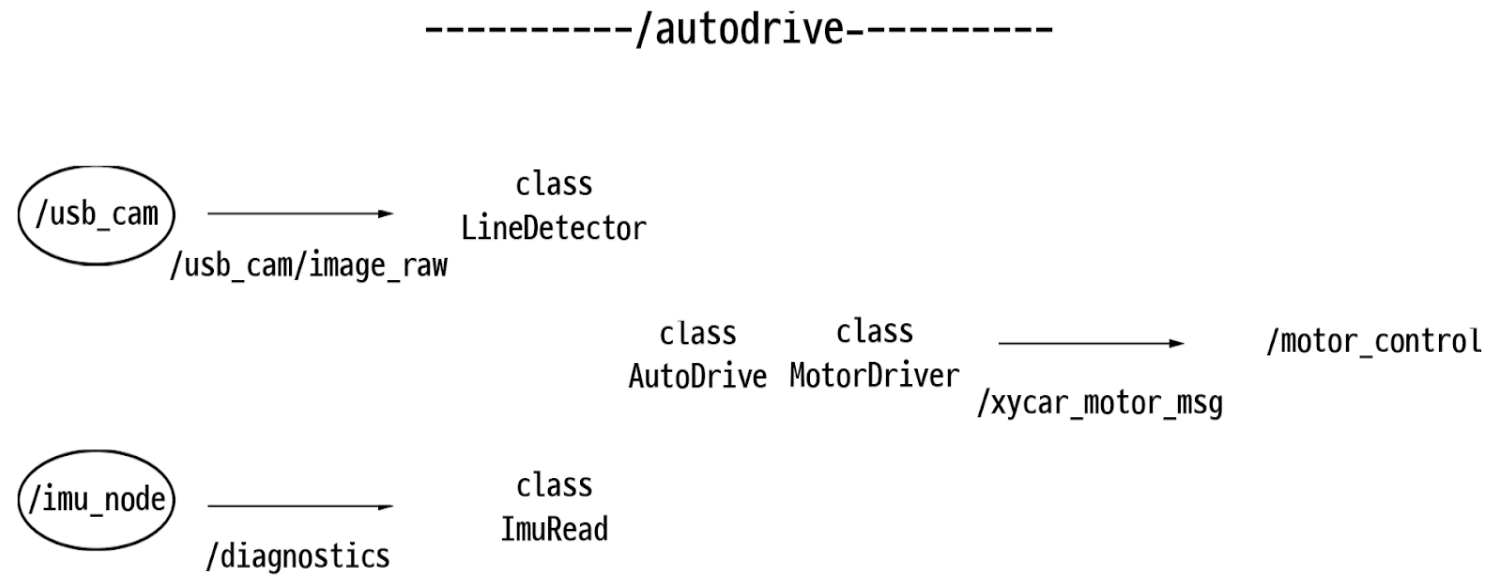 ----------/autodrive----------
/usb_cam
/usb_cam/image_raw
class
LineDetector
class
AutoDrive
class
MotorDriver
/xycar_motor_msg
/motor_control
/imu_node
/diagnostics
class
ImuRead